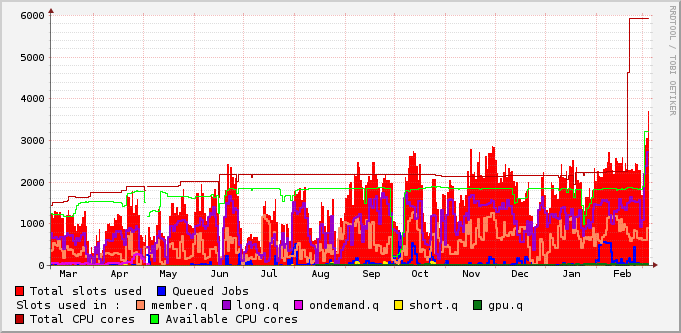 6000
5000
4000
3000
2000
1000
0
Mar Apr May Jun Jul Aug Sep Oct Nov Dec Jan Feb
RRDTOOL / TOBI OETIKER
Total slots used Queued Jobs
Slots used in : member.q long.q ondemand.q short.q gpu.q
Total CPU cores Available CPU cores